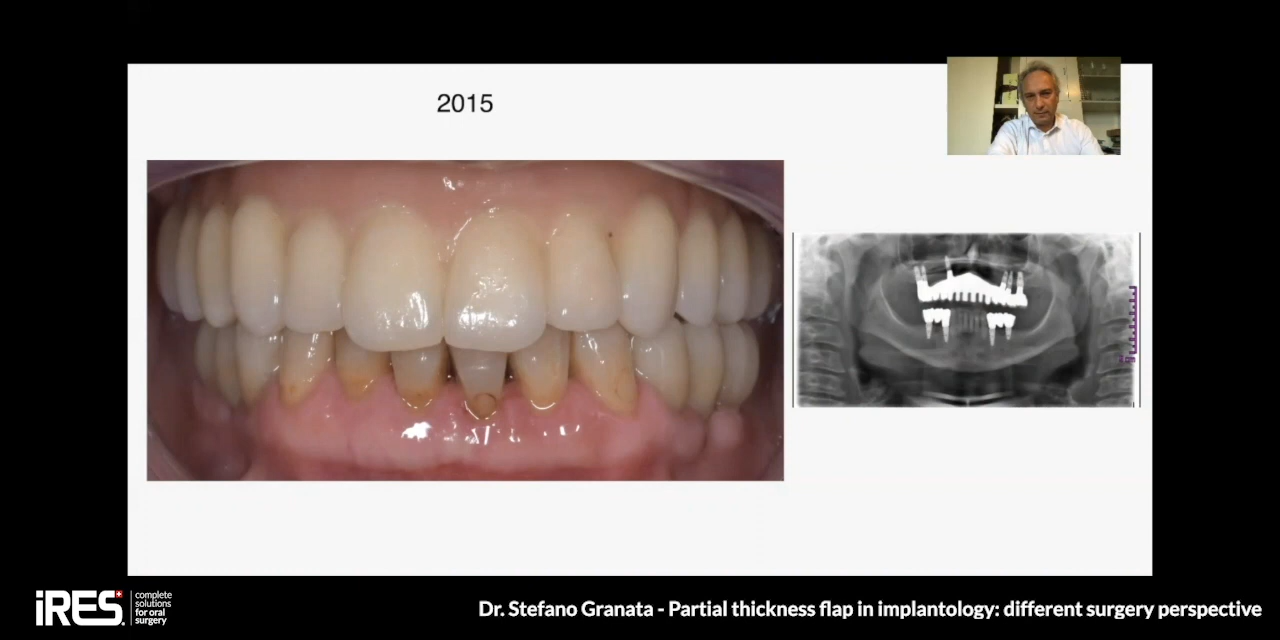 2015
iRES
complete
solutions
for oral
surgery
Dr. Stefano Granata - Partial thickness flap in implantology: different surgery perspective